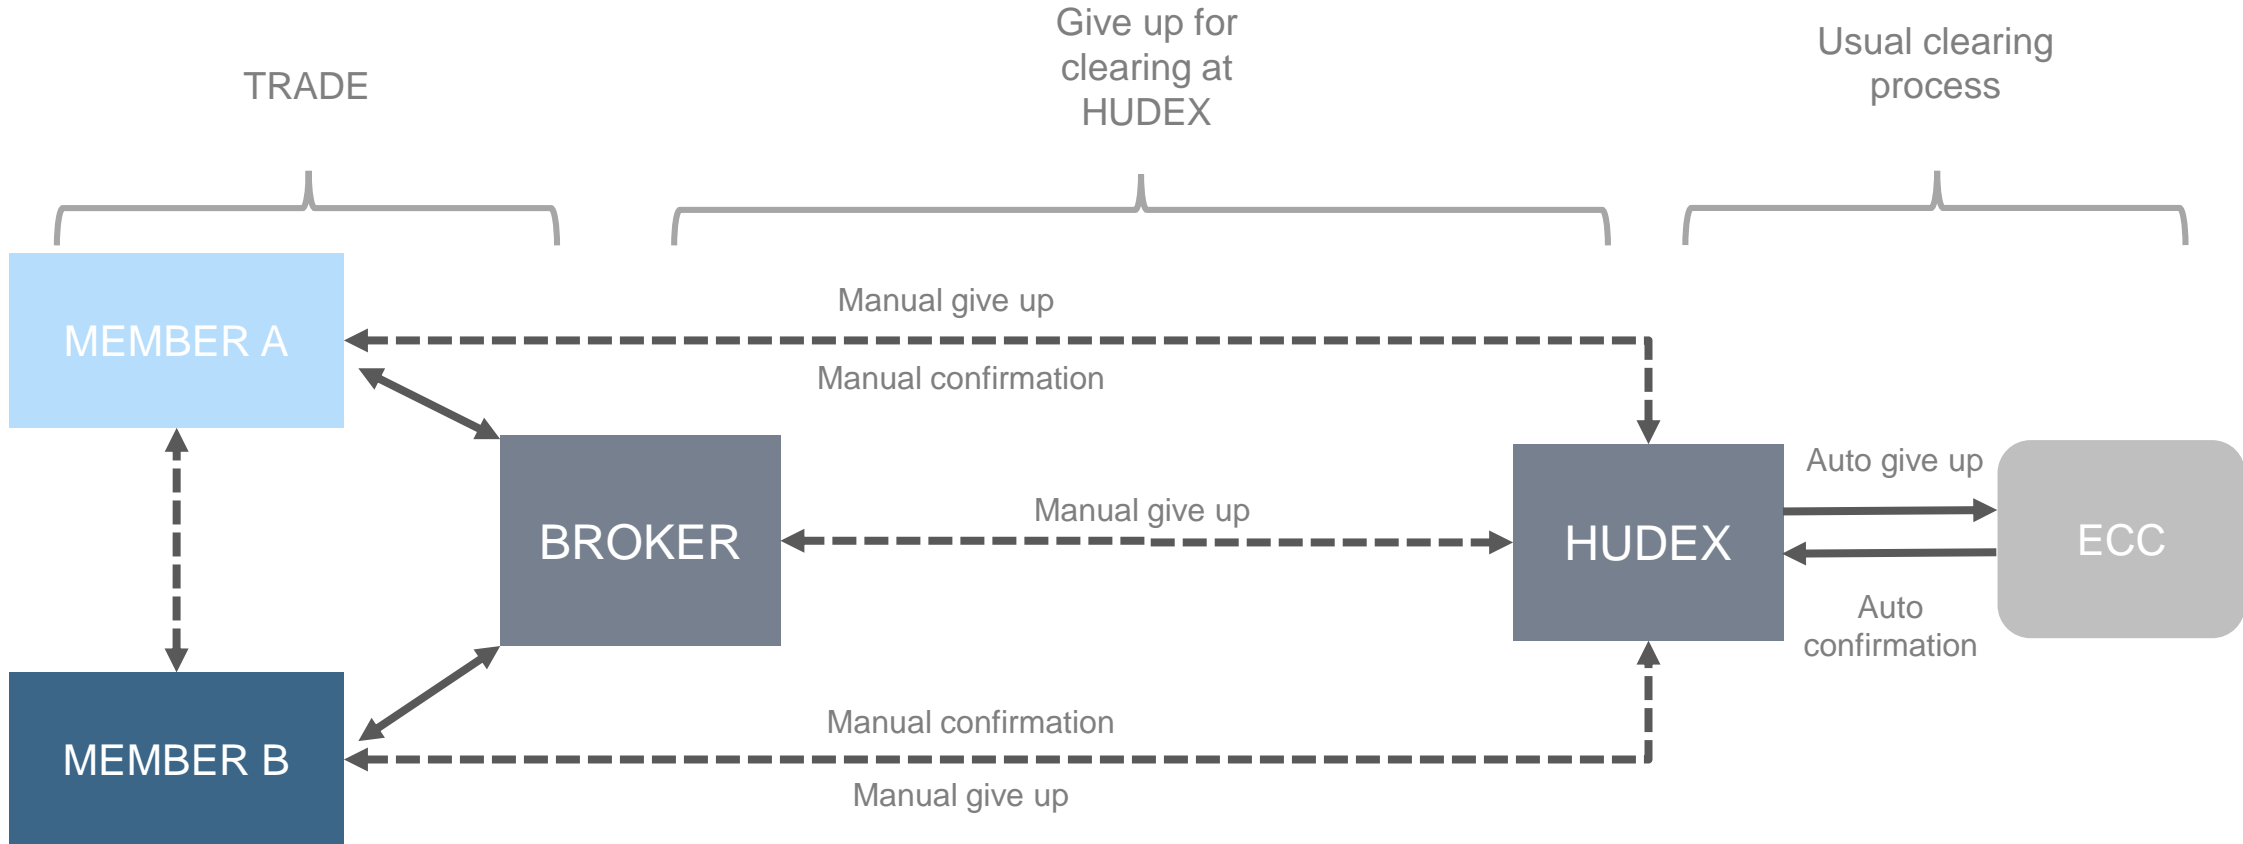 TRADE
Give up for
clearing at
HUDEX
Usual clearing
process
Manual give up
MEMBER A
Manual confirmation
Auto give up
Manual give up
BROKER
HUDEX
ECC
Auto
confirmation
Manual confirmation
MEMBER B
Manual give up